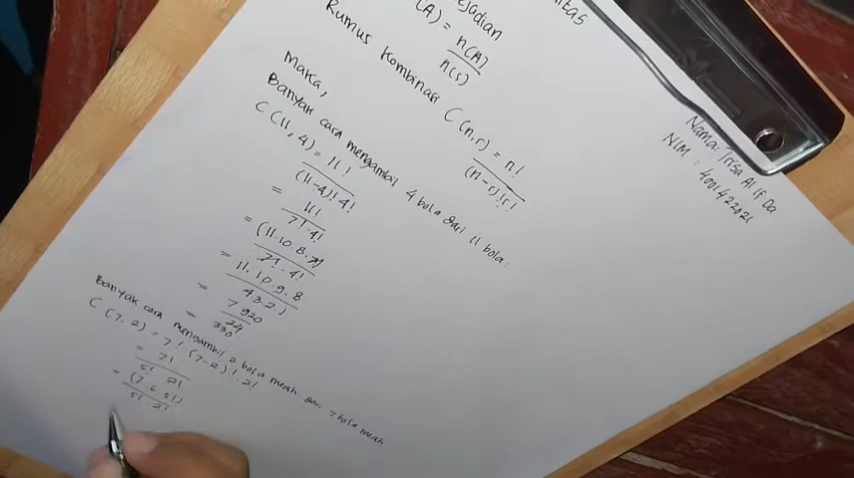 Nama: Trisa Al If Da
NIM : 4001422021
(A) = n(A)
n(s)
Rumus Kombinasi C(n,r) = n!
(n-r)!r!
Maka,
Banyak cara mengambil 4 bola dari 11 bola:
C (11, 4) = 11!
(11-4)! 4!
= 11!
7! 4!
= (11.10.8.7!)
7! . 4!
= 11.10.9.8
4 3 2 1
= 7 920
24
= 330
Banyak cara mengambil 2 bola merah dari 7 bola merah
C (7, 2) = 7! (7-2)! . 2!
= 7!
5! 2!
= (7.6 5!)
5! 2!